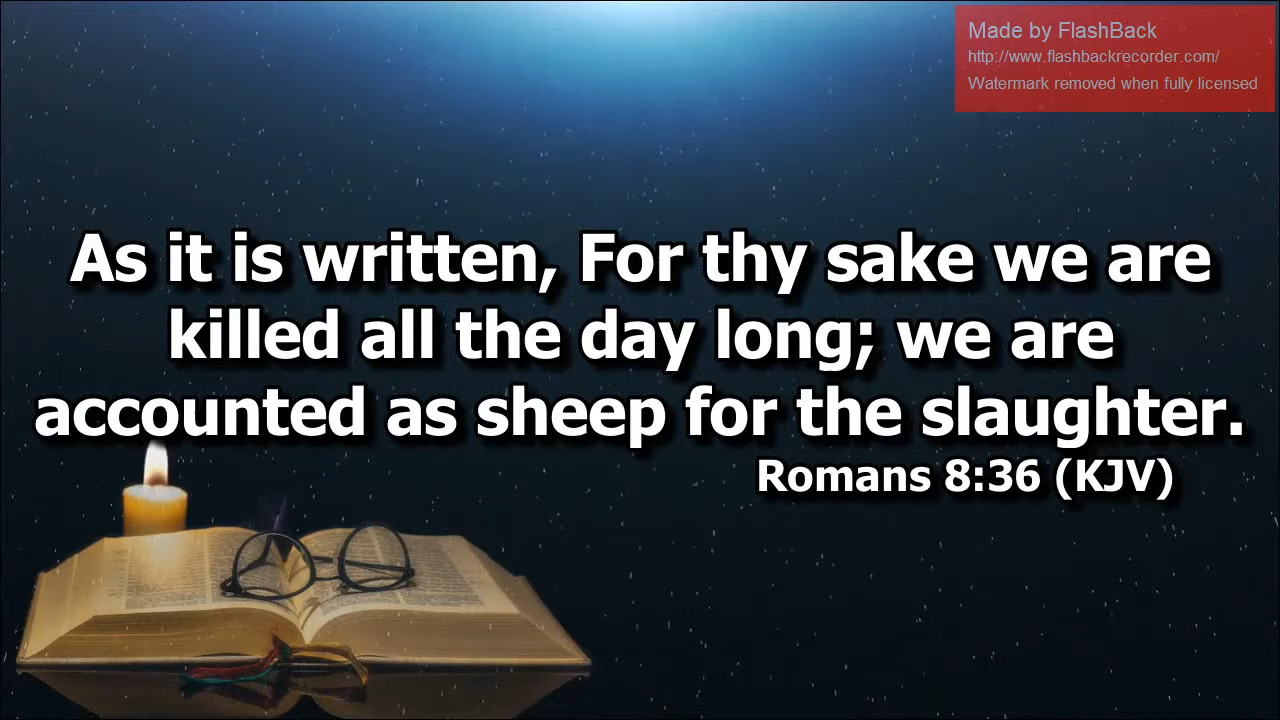 Made by FlashBack
http://www.flashbackrecorder.com/
Watermark removed when fully licensed
As it is written, For thy sake we are
killed all the day long; we are
accounted as sheep for the slaughter.
Romans 8:36 (KJV)